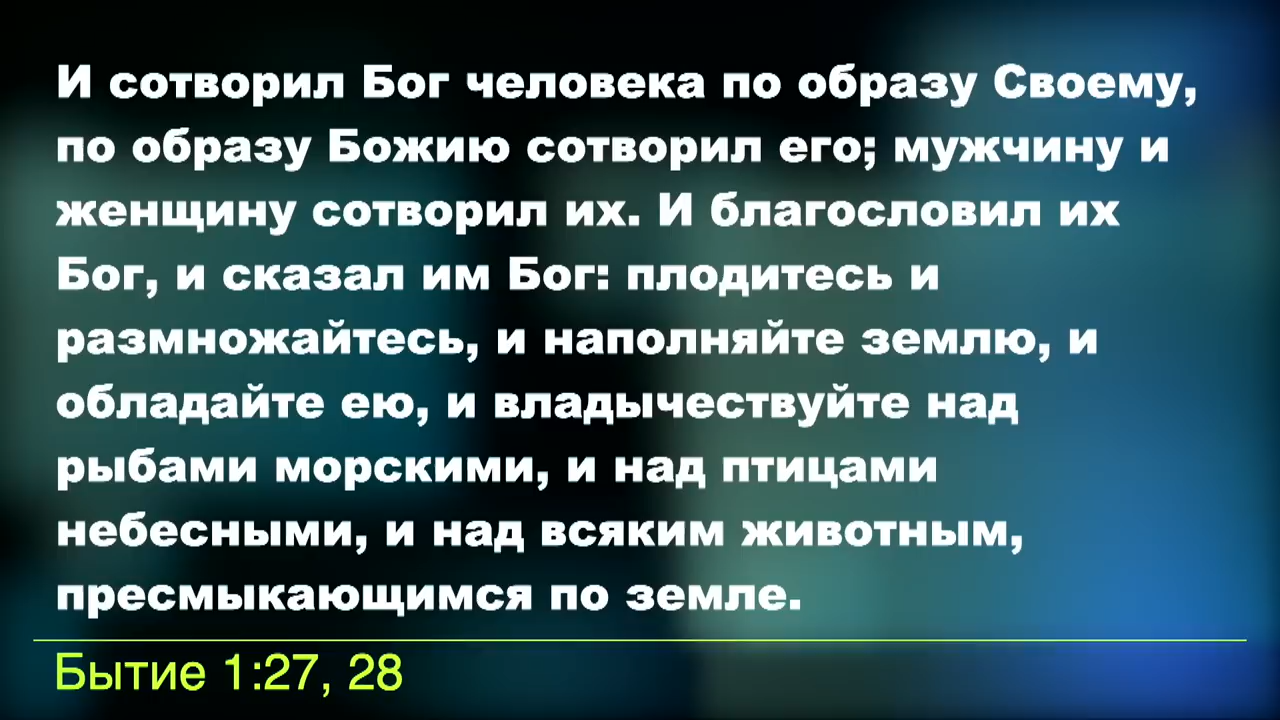 И сотворил Бог человека по образу Своему,
по образу Божию сотворил его; мужчину и
женщину сотворил их. И благословил их
Бог, и сказал им Бог: плодитесь и
размножайтесь, и наполняйте землю, и
обладайте ею, и владычествуйте над
рыбами морскими, и над птицами
небесными, и над всяким животным,
пресмыкающимся по земле.
Бытие 1:27, 28